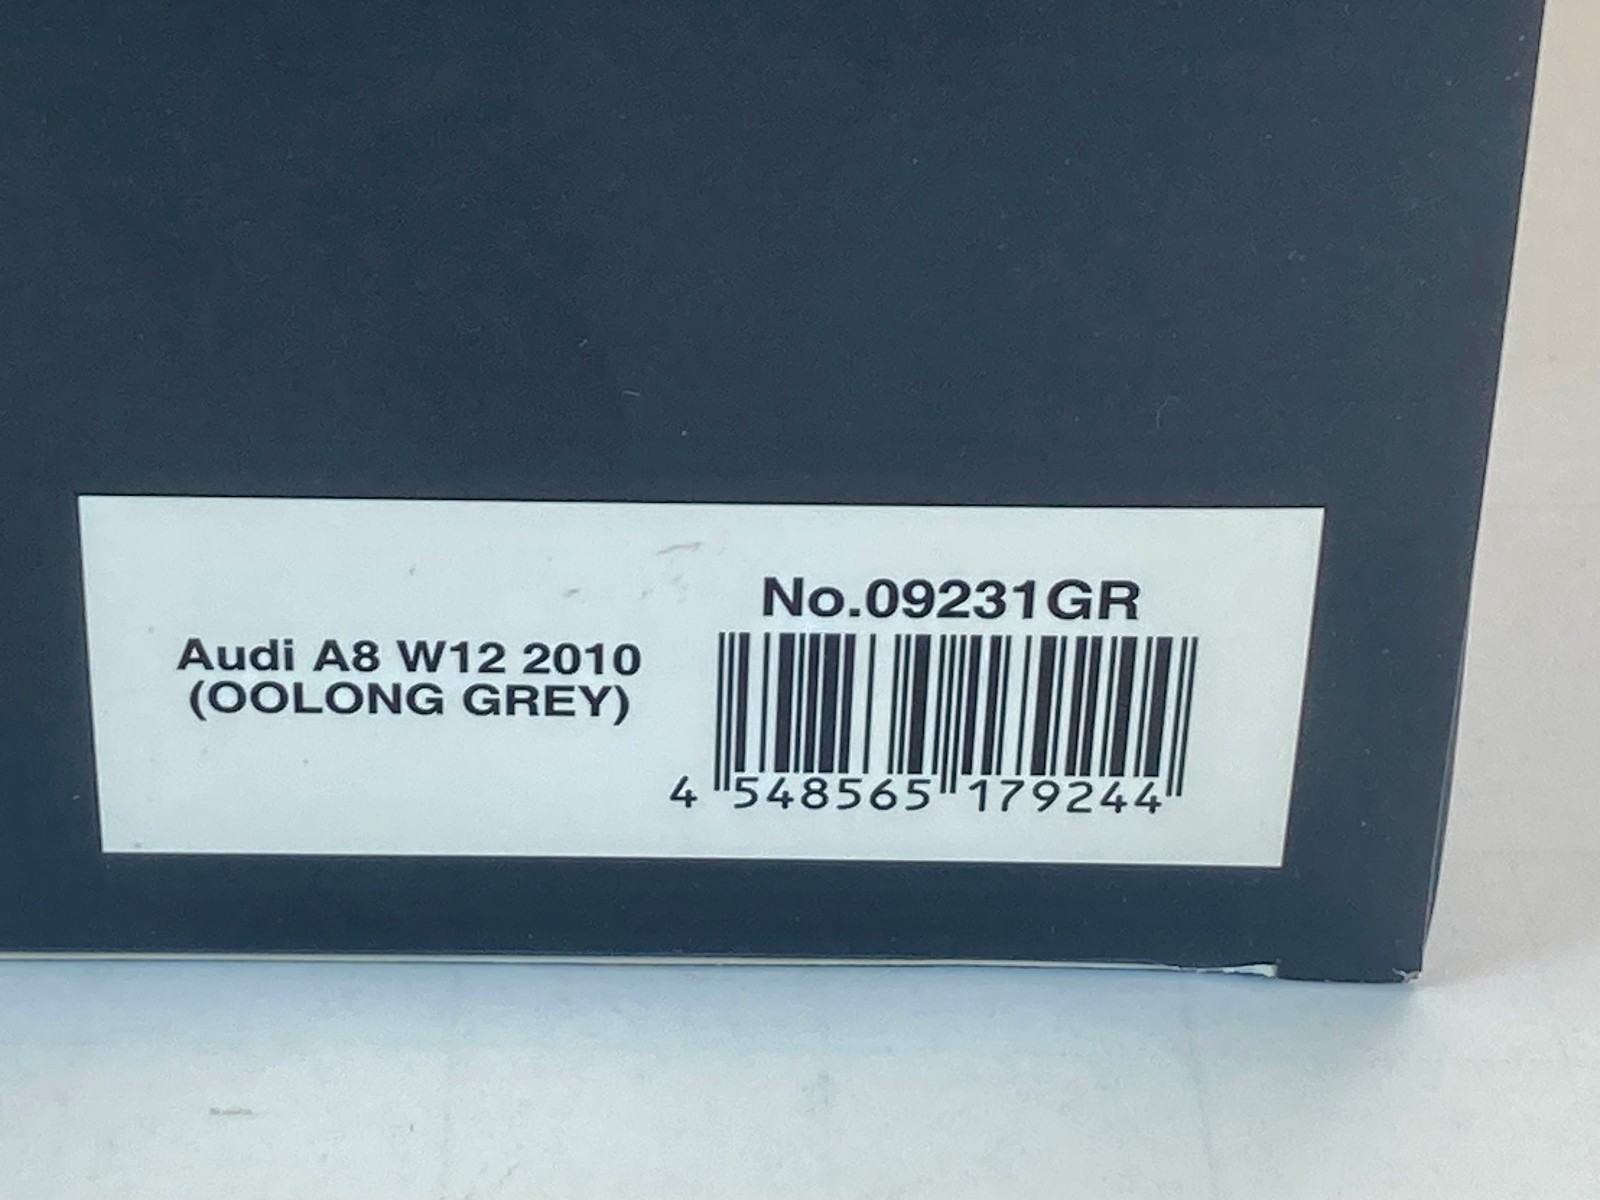 Audi A8 W12 2010
(OOLONG GREY)
No.09231GR
4 548565 179244